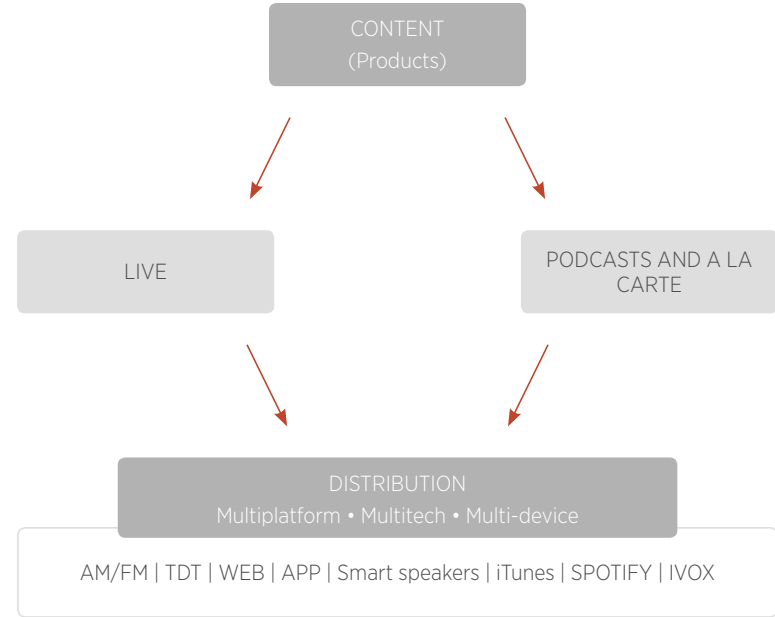 CONTENT
(Products)
LIVE
PODCASTS AND A LA
CARTE
DISTRIBUTION
Multiplatform • Multitech • Multi-device
AM/FM | TDT | WEB | APP | Smart speakers | iTunes | SPOTIFY | IVOX